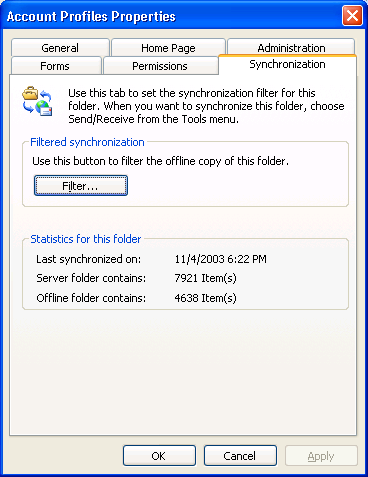 Account Profiles Properties
General
Home Page
Administration
Forms
Permissions
Synchronization
Use this tab to set the synchronization filter for this
folder. When you want to synchronize this folder, choose
Send/Receive from the Tools menu.
Filtered synchronization
Use this button to filter the offline copy of this folder.
Filter...
Statistics for this folder
Last synchronized on: 11/4/2003 6:22 PM
Server folder contains: 7921 Item(s)
Offline folder contains: 4638 Item(s)
OK
Cancel
Apply